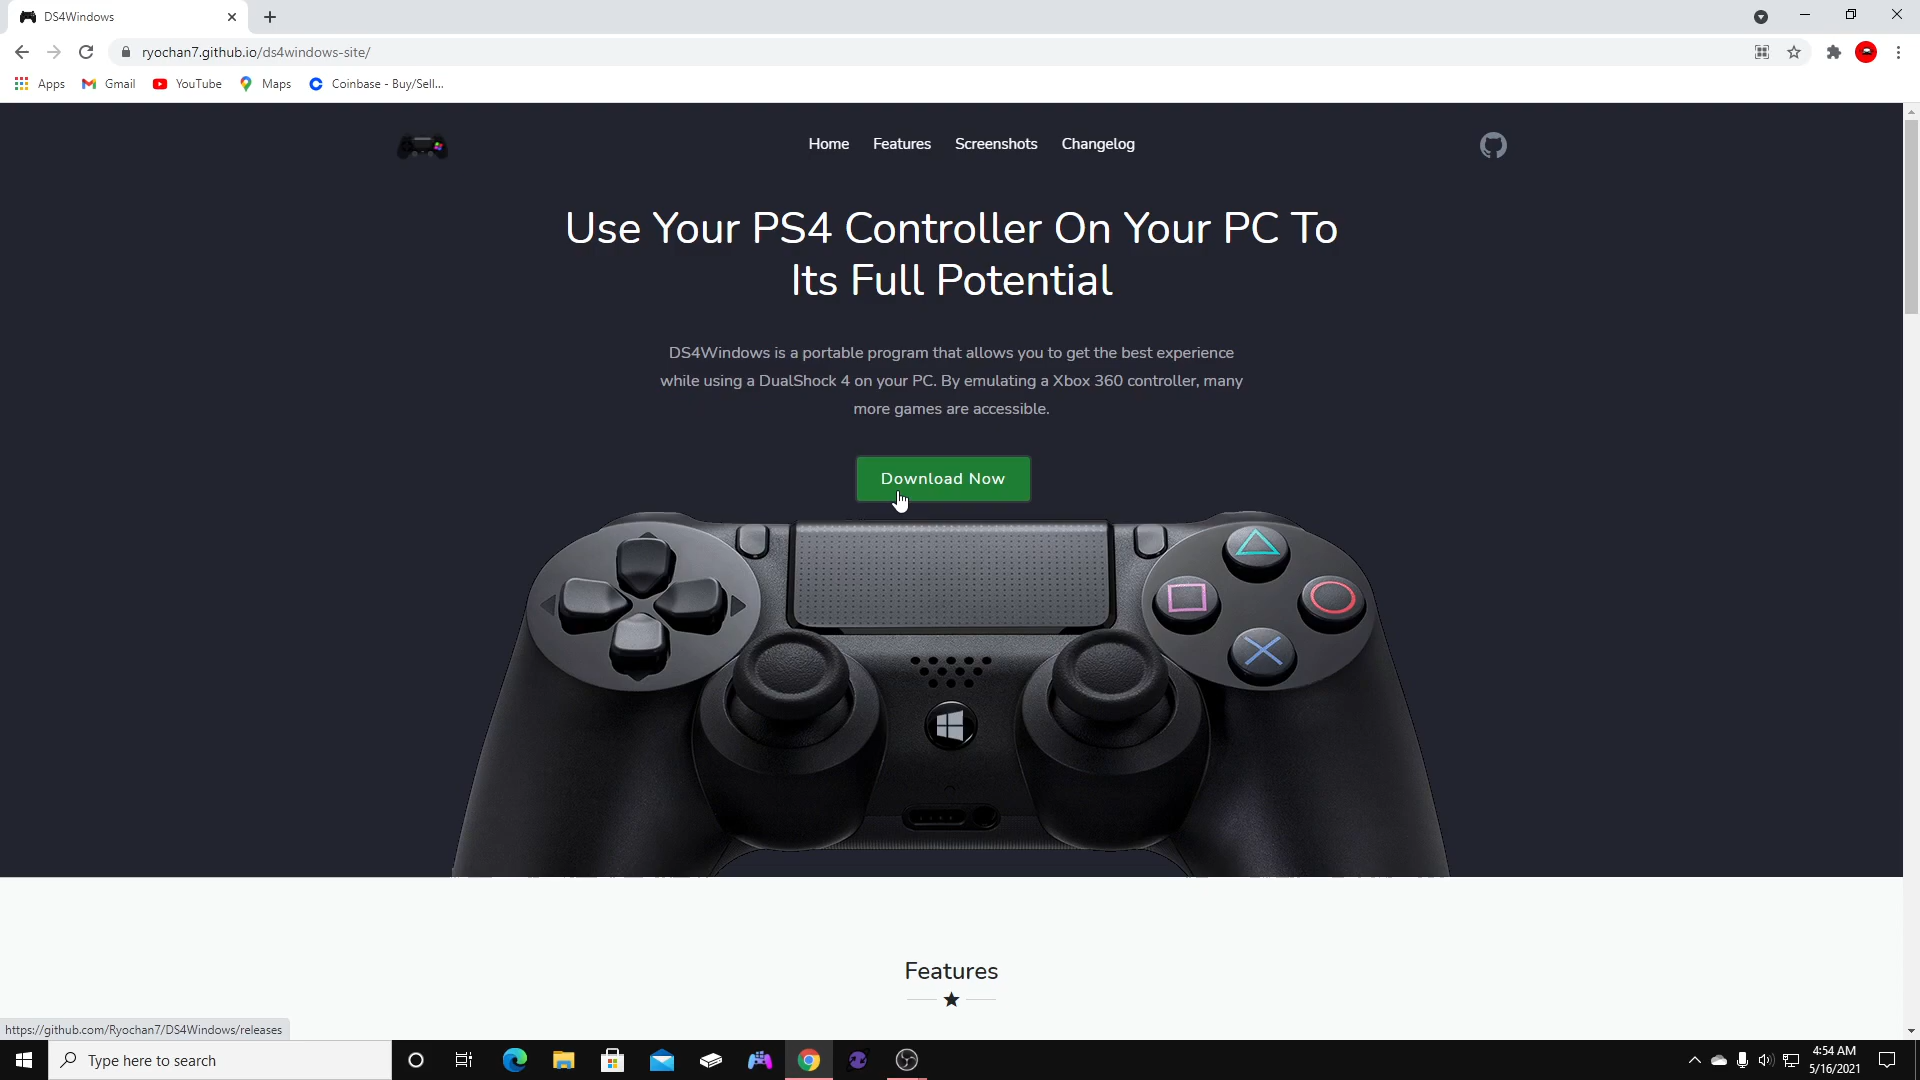 DS4Windows
ryochan7.github.io/ds4windows-site/
Apps Gmail YouTube Maps Coinbase - Buy/Sell...
Home Features Screenshots Changelog
Use Your PS4 Controller On Your PC To
Its Full Potential
DS4Windows is a portable program that allows you to get the best experience
while using a DualShock 4 on your PC. By emulating a Xbox 360 controller, many
more games are accessible.
Download Now
Features
https://github.com/Ryochan7/DS4Windows/releases
Type here to search
4:54 AM
5/16/2021